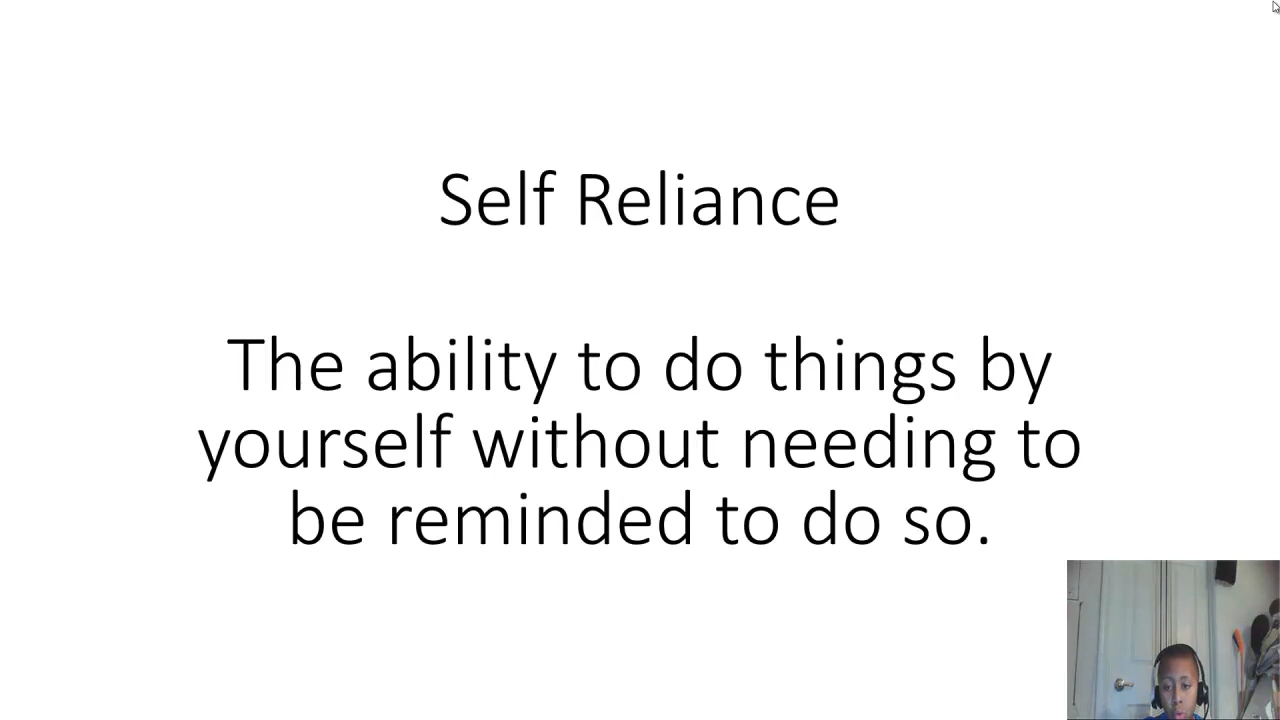 Self Reliance
The ability to do things by
yourself without needing to
be reminded to do so.